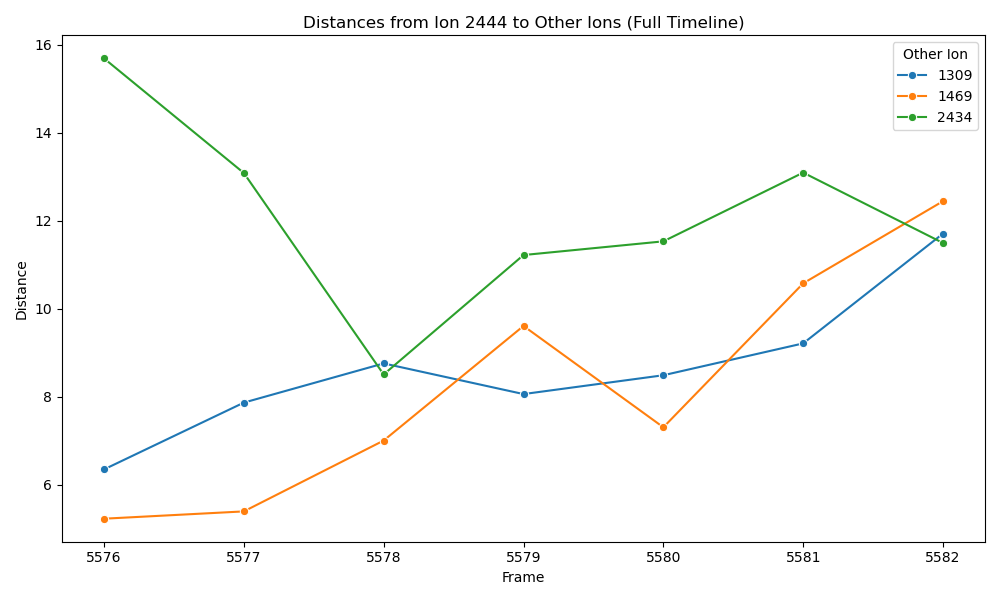 Distances from Ion 2444 to Other Ions (Full Timeline)
Other Ion
1309
1469
2434
Distance
16
14
12
10
8
6
5576 5577 5578 5579 5580 5581 5582
Frame